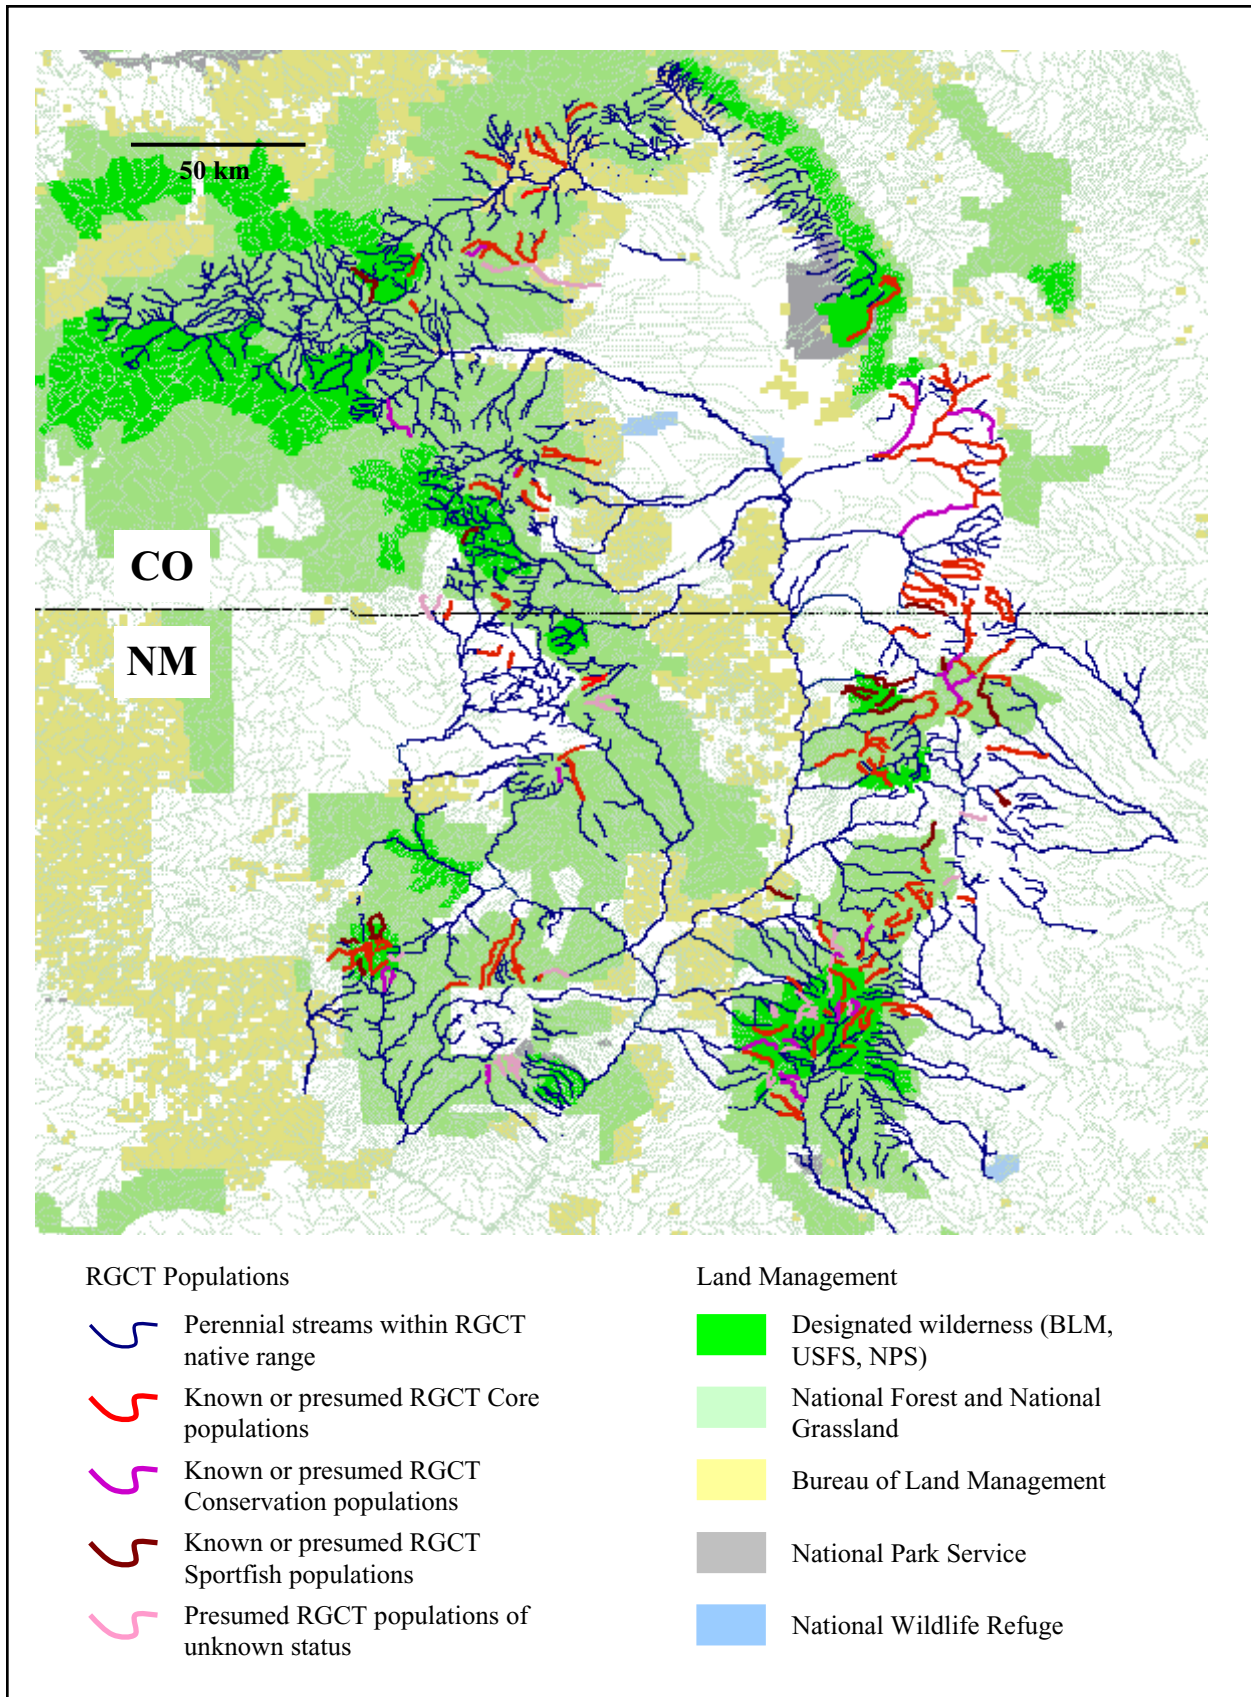 50 km
CO
NM
RGCT Populations
Perennial streams within RGCT
native range
Known or presumed RGCT Core
populations
Known or presumed RGCT
Conservation populations
Known or presumed RGCT
Sportfish populations
Presumed RGCT populations of
unknown status
Land Management
Designated wilderness (BLM,
USFS, NPS)
National Forest and National
Grassland
Bureau of Land Management
National Park Service
National Wildlife Refuge